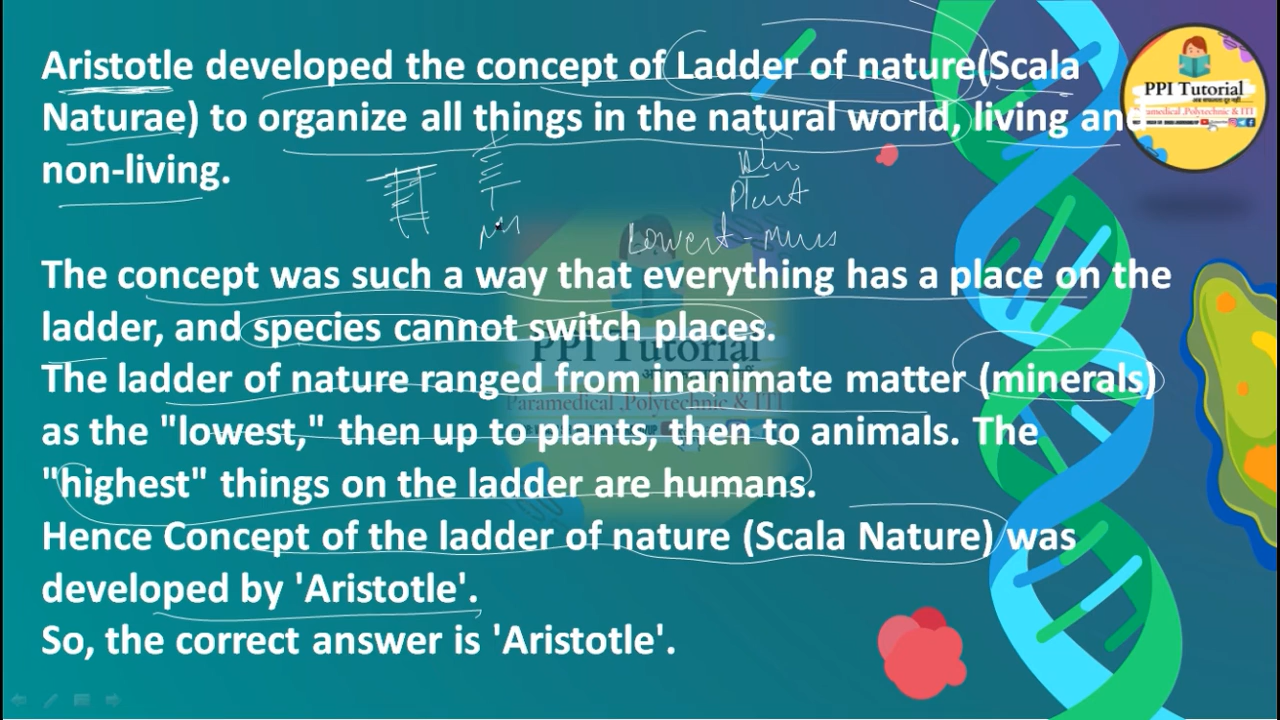 Aristotle developed the concept of Ladder of nature(Scala
Naturae) to organize all things in the natural world, living and
non-living.
Plant
Lowest -
The concept was such a way that everything has a place on the
ladder, and species cannot switch places.
The ladder of nature ranged from inanimate matter (minerals)
as the "lowest," then up to plants, then to animals. The
"highest" things on the ladder are humans.
Hence Concept of the ladder of nature (Scala Nature) was
developed by 'Aristotle'.
So, the correct answer is 'Aristotle'.
PPI Tutorial
Paramedical ,Polytechnic & ITI
PPI Tutorial
Paramedical ,Polytechnic & ITI